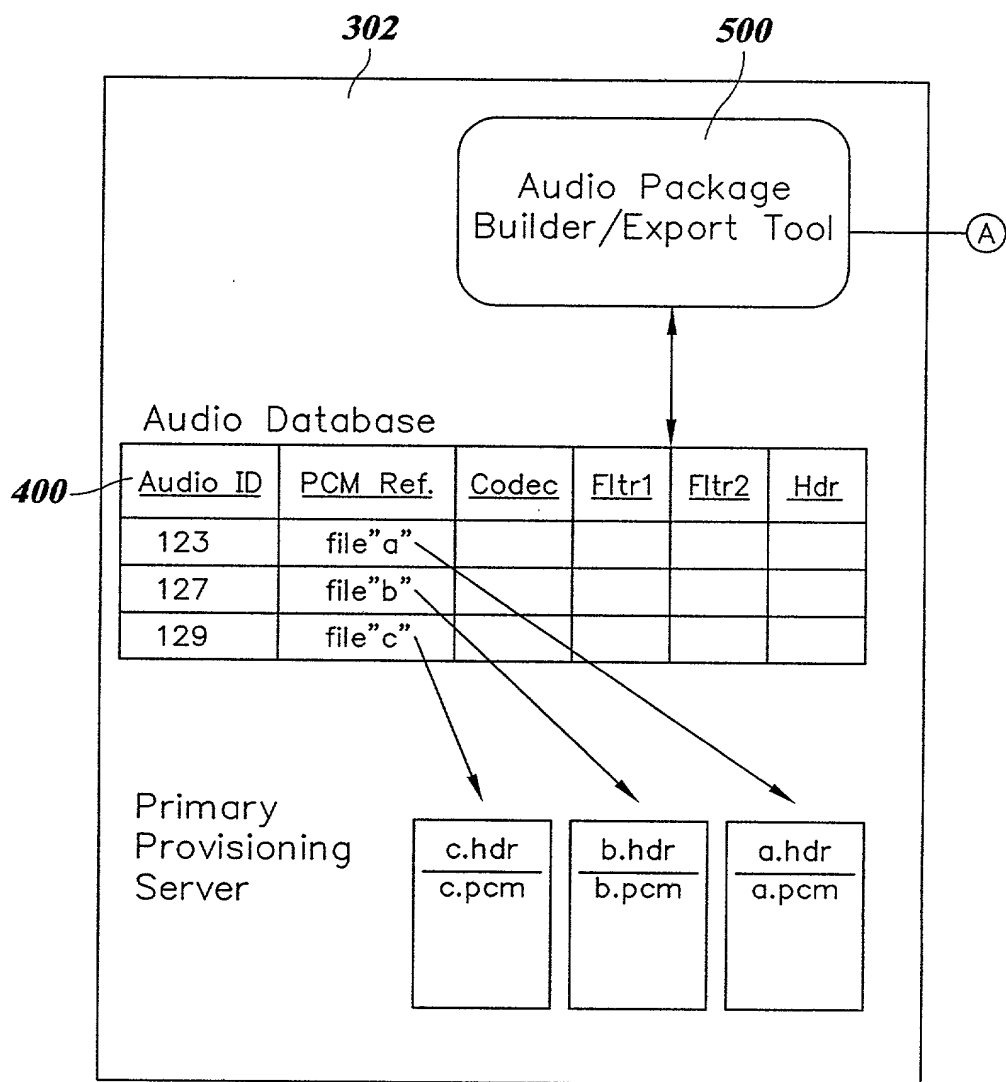 302
500
Audio Package
Builder/Export Tool
A
Audio Database
400
Audio ID PCM Ref. Codec Fltr1 Fltr2 Hdr
123 file"a"
127 file"b"
129 file"c"
Primary
Provisioning
Server
c.hdr b.hdr a.hdr
c.pcm b.pcm a.pcm